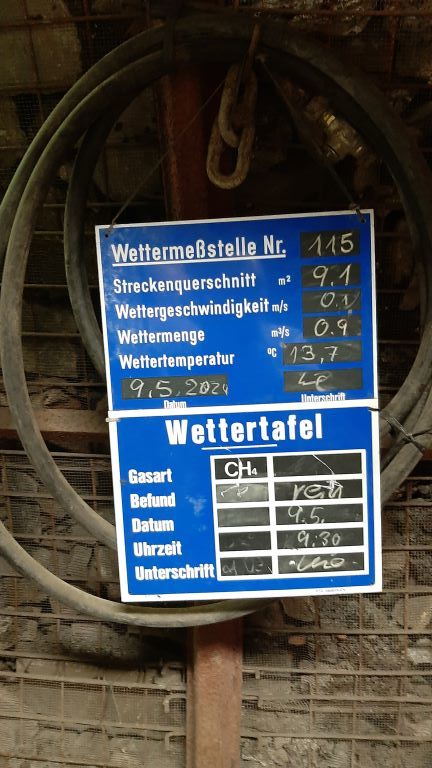 Wettermeßstelle Nr. 115
Streckenquerschnitt m² 9,1
Wettergeschwindigkeit m/s 0.1
Wettermenge m³/s 0.9
Wettertemperatur °C 13,7
9.5.2024
Datum Unterschrift
Wettertafel
Gasart CH₄
Befund rein
Datum 9.5.
Uhrzeit 9:30
Unterschrift